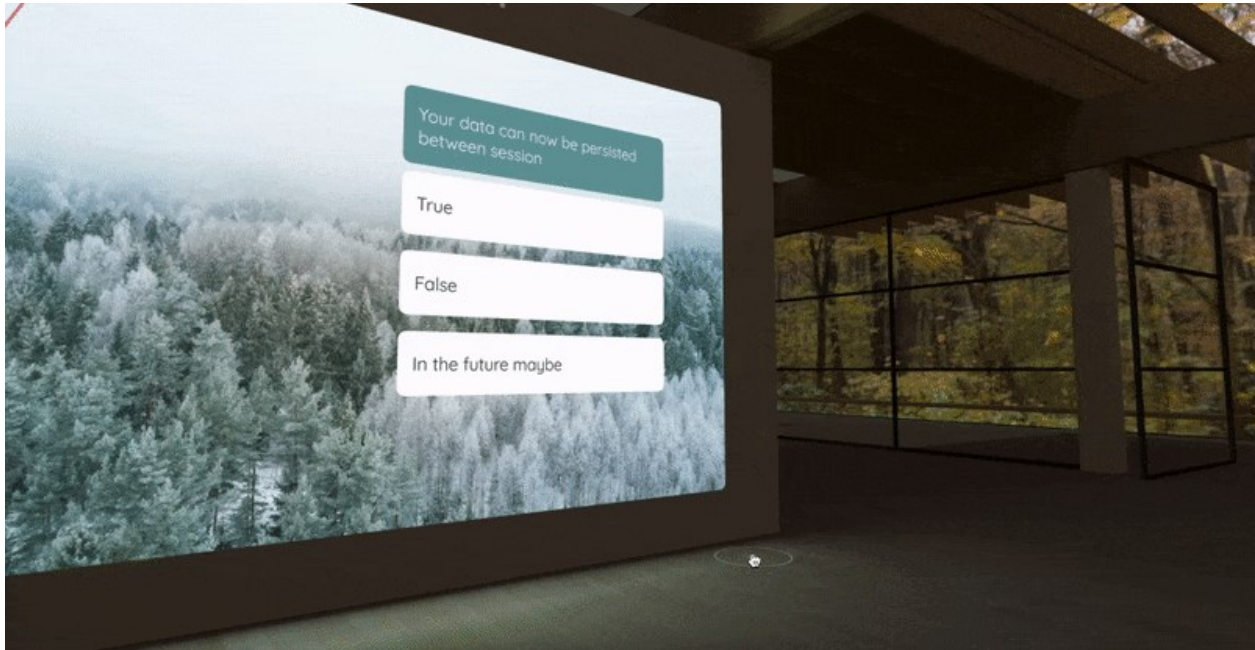 Your data can now be persisted
between session
True
False
In the future maybe